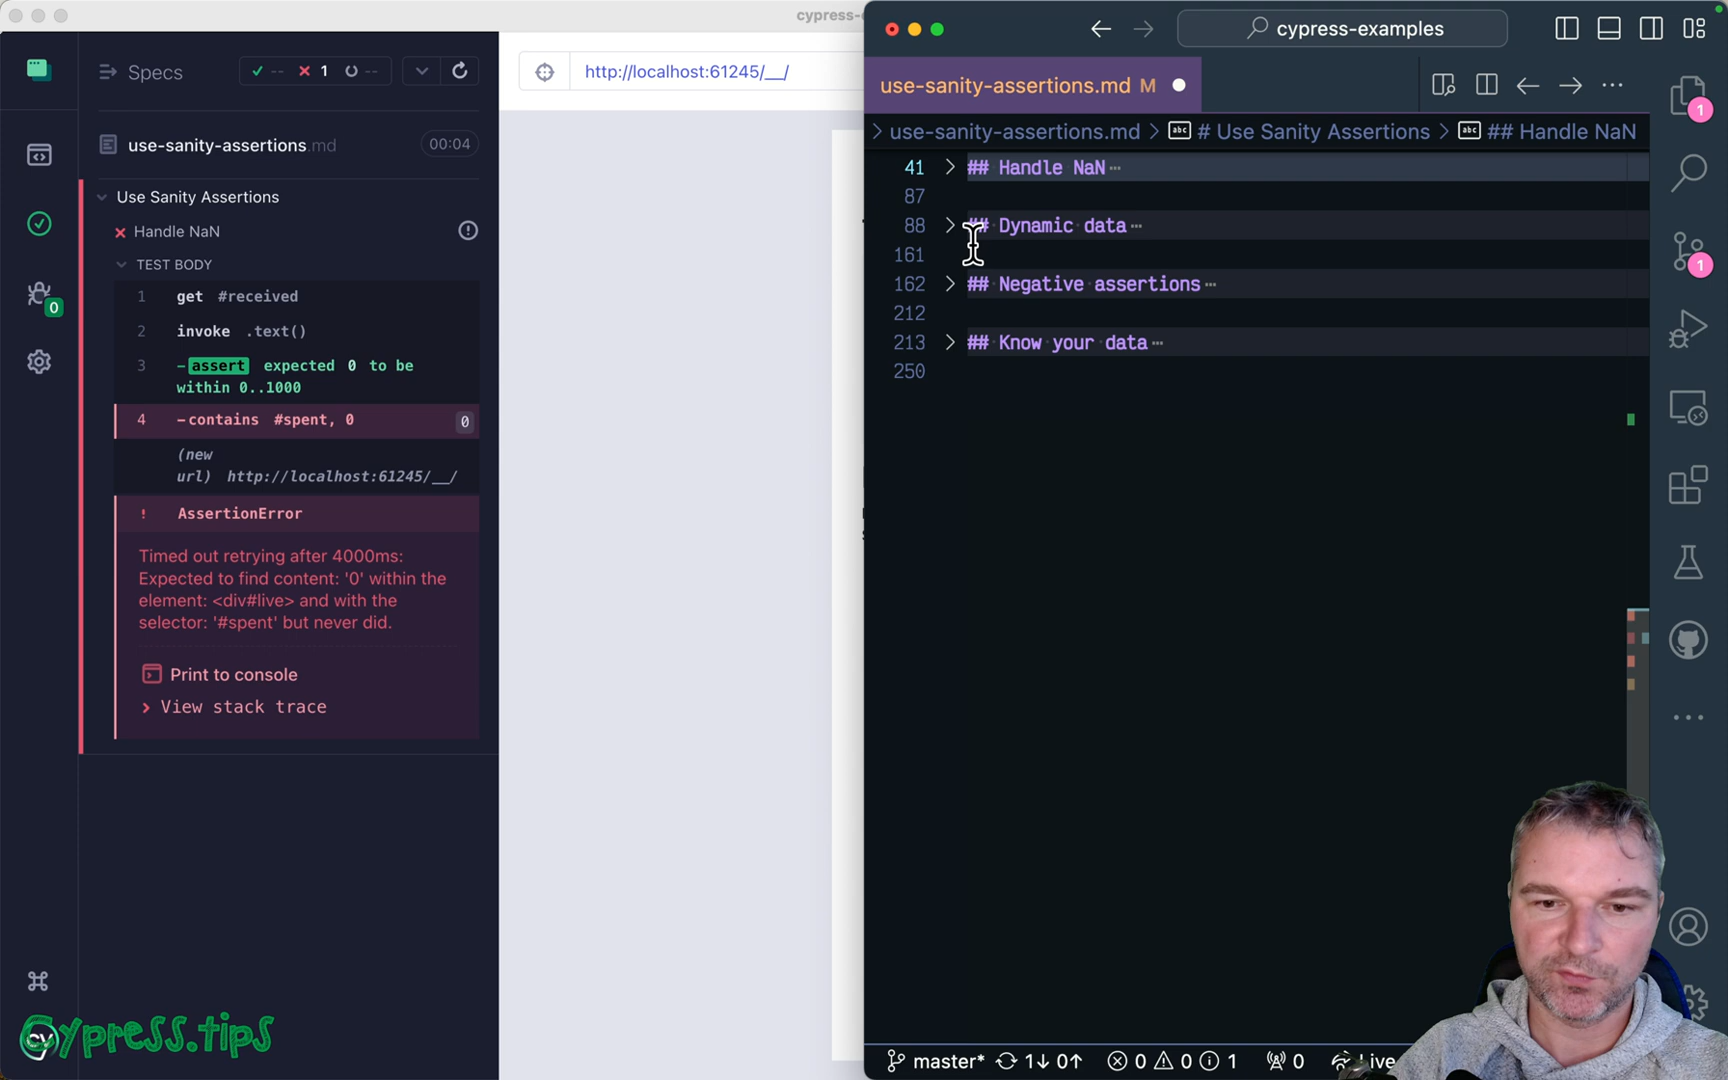 cypress-
Specs
✓ -- ✕ 1 --
use-sanity-assertions.md
00:04
Use Sanity Assertions
Handle NaN
TEST BODY
1 get #received
2 invoke .text()
3 -assert expected 0 to be
within 0..1000
4 -contains #spent, 0
0
(new
url) http://localhost:61245/__/
! AssertionError
Timed out retrying after 4000ms:
Expected to find content: '0' within the
element: <div#live> and with the
selector: '#spent' but never did.
Print to console
> View stack trace
0
Cypress.tips
cy
http://localhost:61245/__/
cypress-examples
use-sanity-assertions.md M
> use-sanity-assertions.md > # Use Sanity Assertions > ## Handle NaN
41 > ## Handle NaN ···
87
88 > ## Dynamic data ···
161
162 > ## Negative assertions ···
212
213 > ## Know your data ···
250
1
1
master* 1↓ 0↑ 0 0 1 0 Live